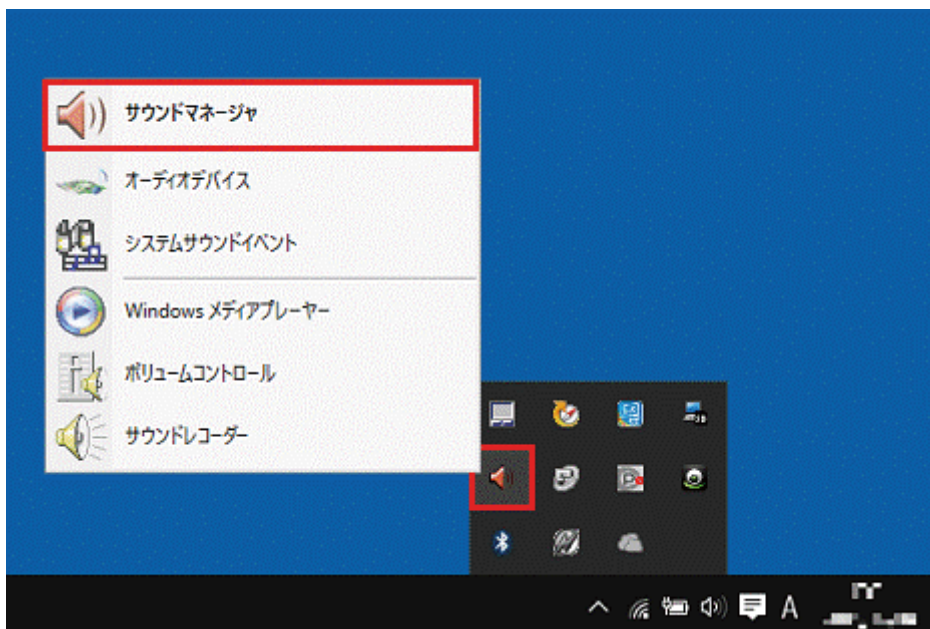 サウンドマネージャ
オーディオデバイス
システムサウンドイベント
Windows メディアプレーヤー
ボリュームコントロール
サウンドレコーダー
A